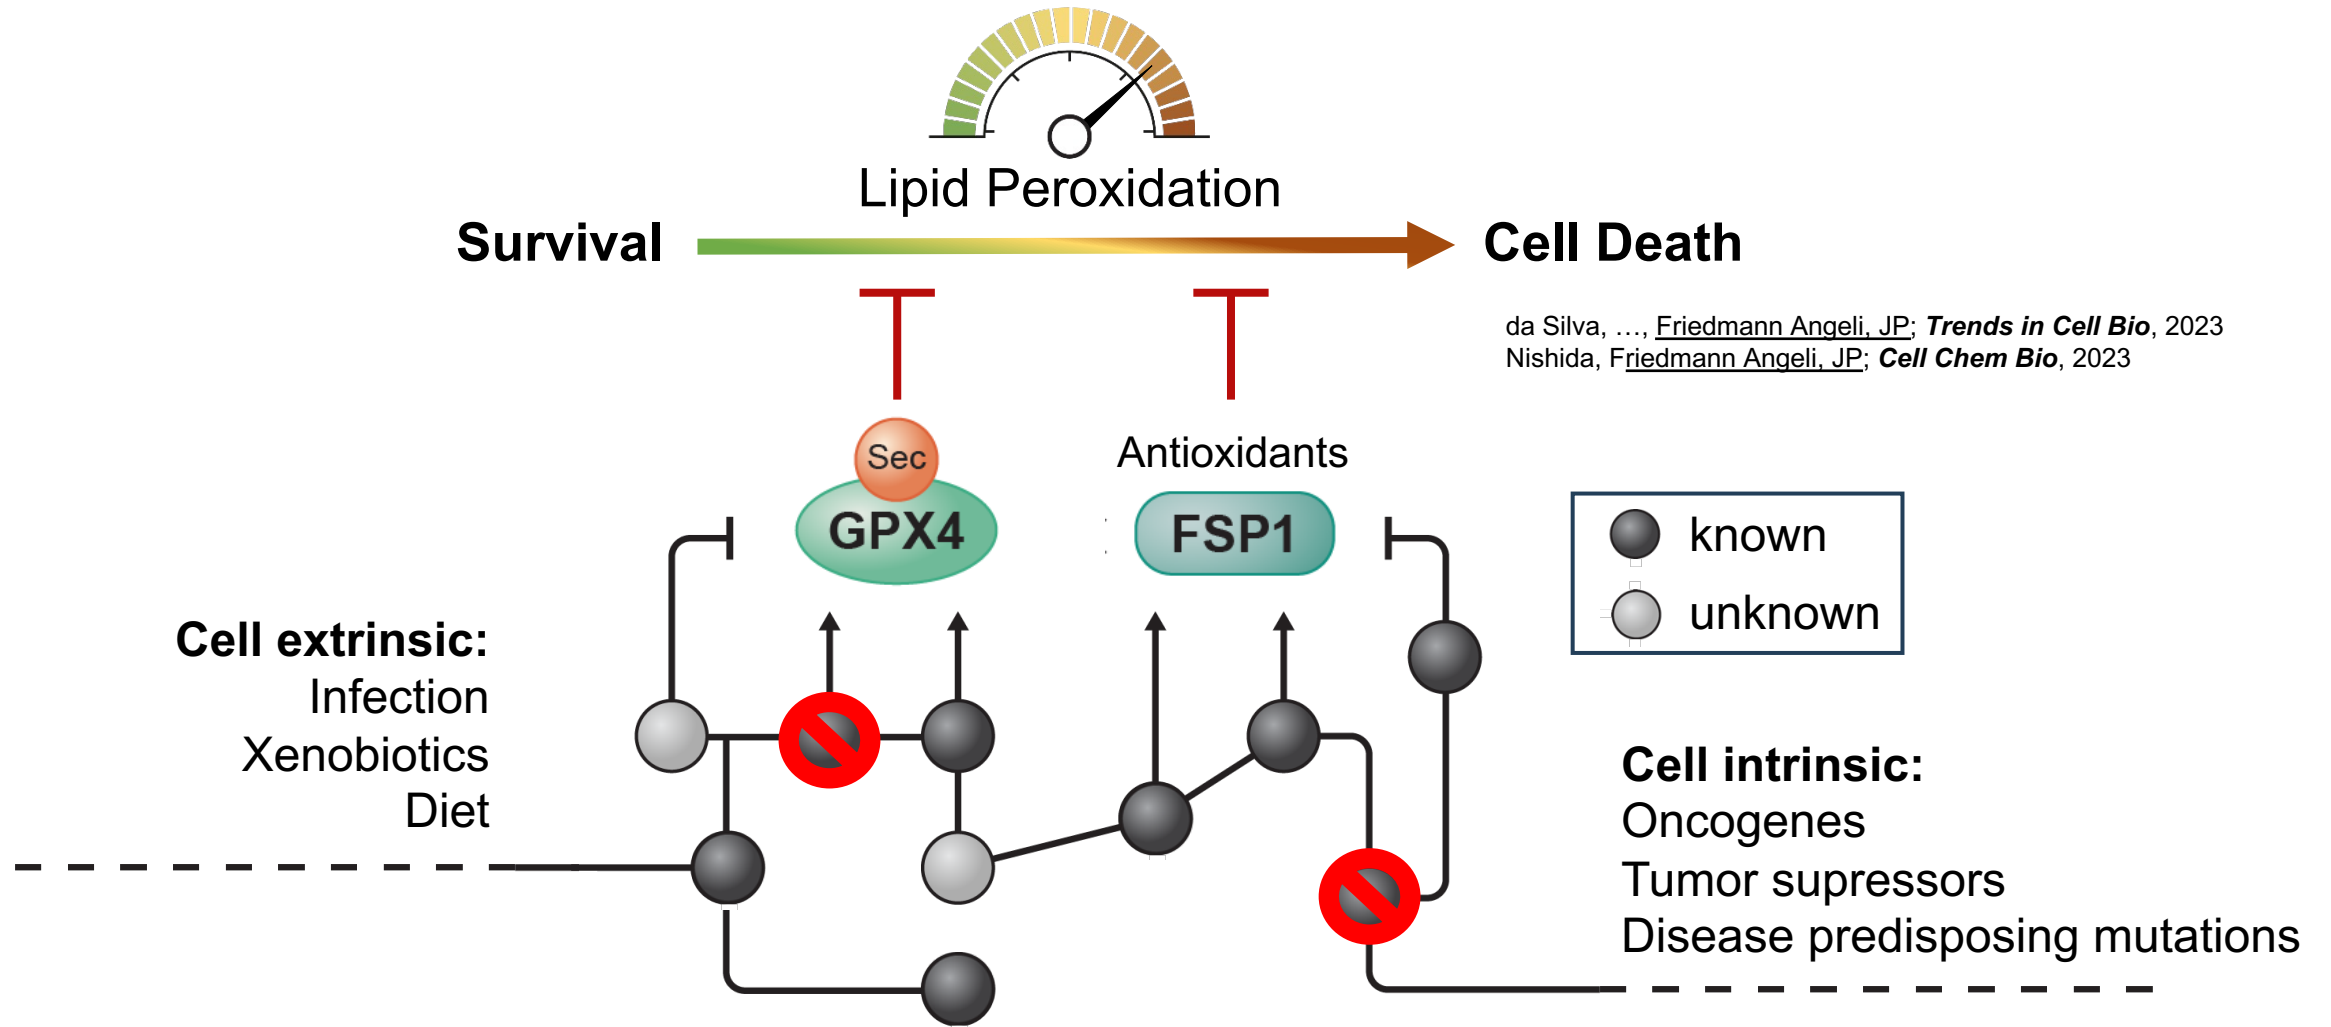 Lipid Peroxidation
Survival
Cell Death
da Silva, …, Friedmann Angeli, JP; Trends in Cell Bio, 2023
Nishida, Friedmann Angeli, JP; Cell Chem Bio, 2023
Sec
GPX4
Antioxidants
FSP1
known
unknown
Cell extrinsic:
Infection
Xenobiotics
Diet
Cell intrinsic:
Oncogenes
Tumor supressors
Disease predisposing mutations